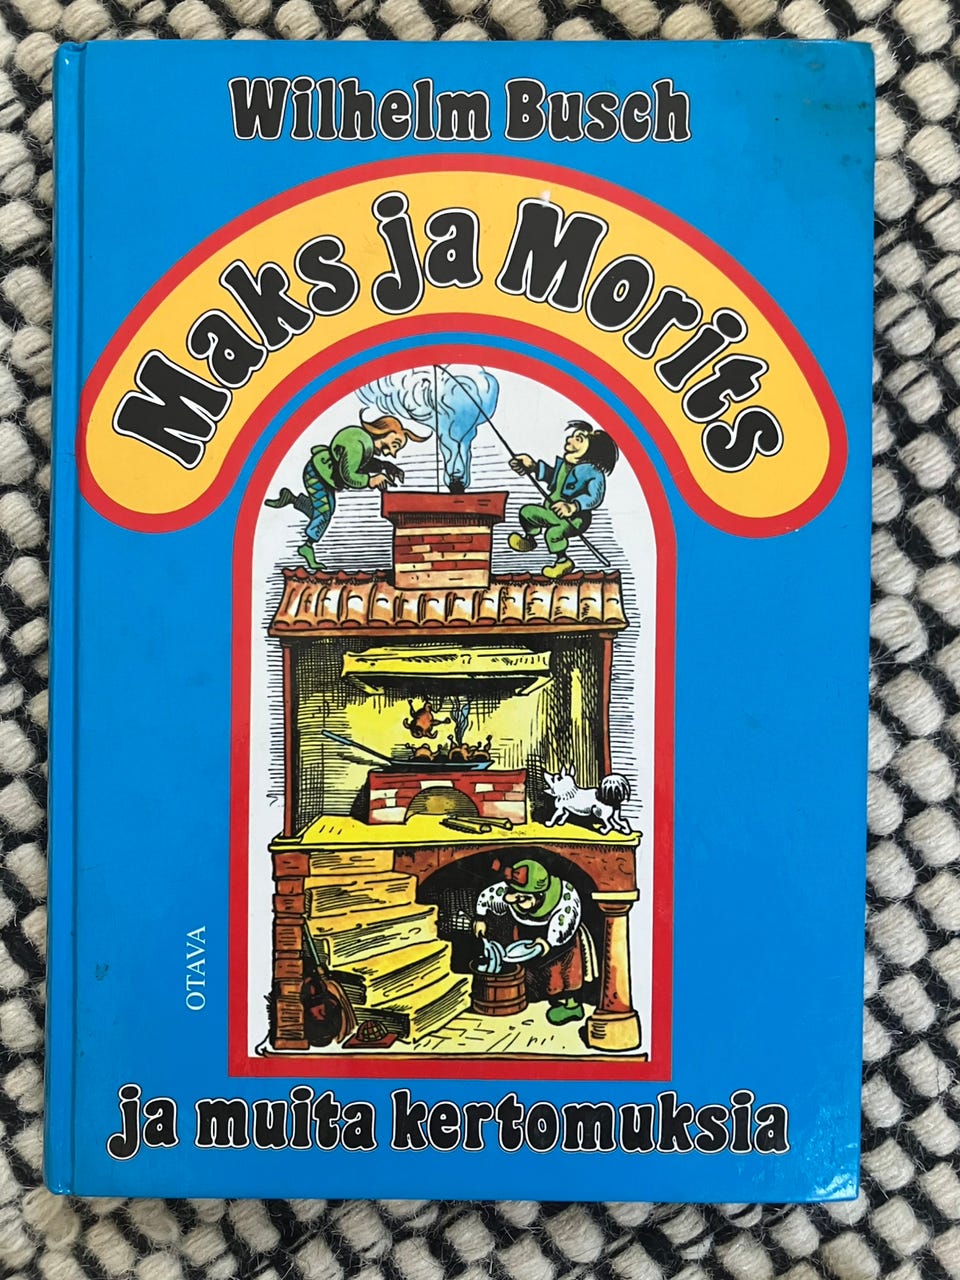 Wilhelm Busch
Maks ja Morits
OTAVA
ja muita kertomuksia